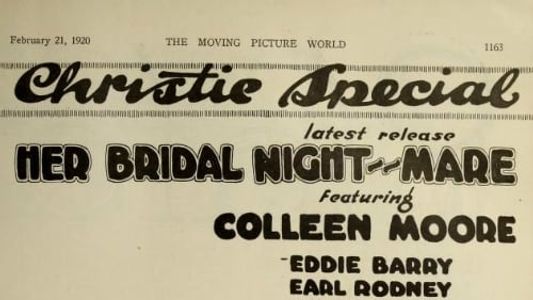 February 21, 1920 THE MOVING PICTURE WORLD 1163
Christie Special
latest release
HER BRIDAL NIGHT--MARE
featuring
COLLEEN MOORE
EDDIE BARRY
EARL RODNEY